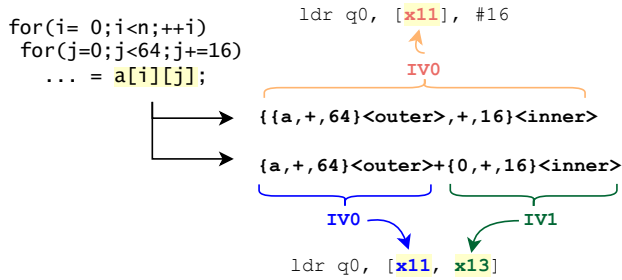 ldr q0, [x11], #16
for(i= 0;i<n;++i)
for(j=0;j<64;j+=16)
... = a[i][j];
IV0
{{a,+,64}<outer>,+,16}<inner>
{a,+,64}<outer>+{0,+,16}<inner>
IV0 IV1
ldr q0, [x11, x13]